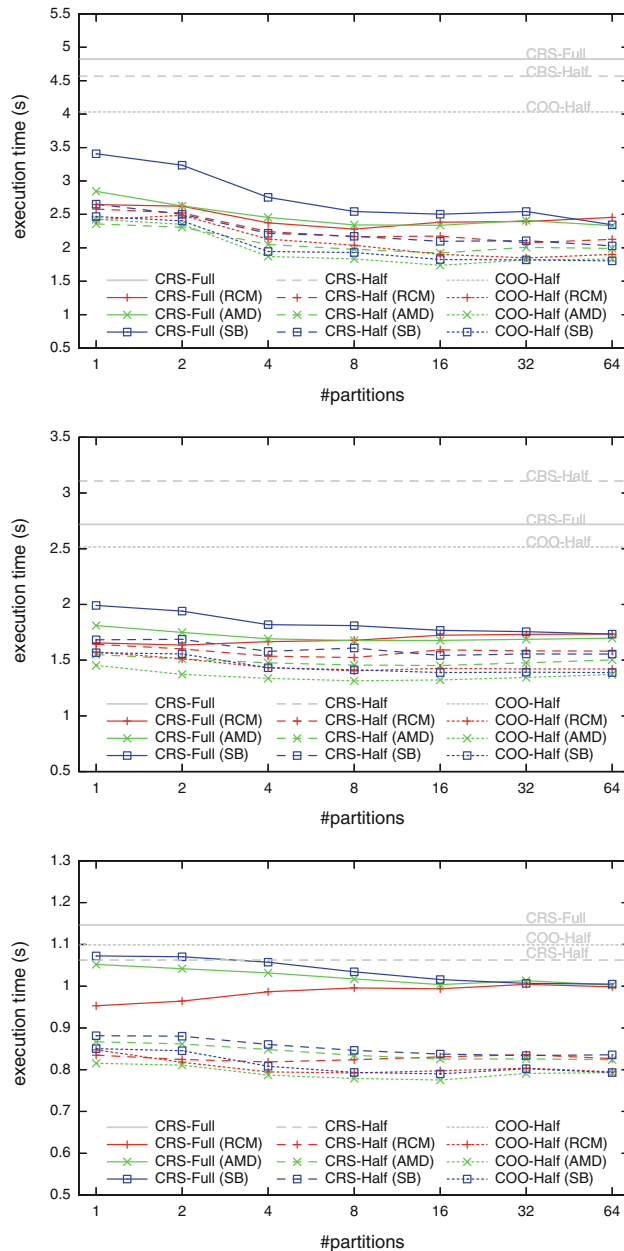 5.5
5
4.5
4
3.5
3
2.5
2
1.5
1
0.5
execution time (s)
CRS-Full
CRS-Half
COO-Half
CRS-Full CRS-Half COO-Half
CRS-Full (RCM) CRS-Half (RCM) COO-Half (RCM)
CRS-Full (AMD) CRS-Half (AMD) COO-Half (AMD)
CRS-Full (SB) CRS-Half (SB) COO-Half (SB)
1 2 4 8 16 32 64
#partitions
3.5
3
2.5
2
1.5
1
0.5
execution time (s)
CRS-Half
CRS-Full
COO-Half
CRS-Full CRS-Half COO-Half
CRS-Full (RCM) CRS-Half (RCM) COO-Half (RCM)
CRS-Full (AMD) CRS-Half (AMD) COO-Half (AMD)
CRS-Full (SB) CRS-Half (SB) COO-Half (SB)
1 2 4 8 16 32 64
#partitions
1.3
1.2
1.1
1
0.9
0.8
0.7
0.6
0.5
execution time (s)
CRS-Full
COO-Half
CRS-Half
CRS-Full CRS-Half COO-Half
CRS-Full (RCM) CRS-Half (RCM) COO-Half (RCM)
CRS-Full (AMD) CRS-Half (AMD) COO-Half (AMD)
CRS-Full (SB) CRS-Half (SB) COO-Half (SB)
1 2 4 8 16 32 64
#partitions